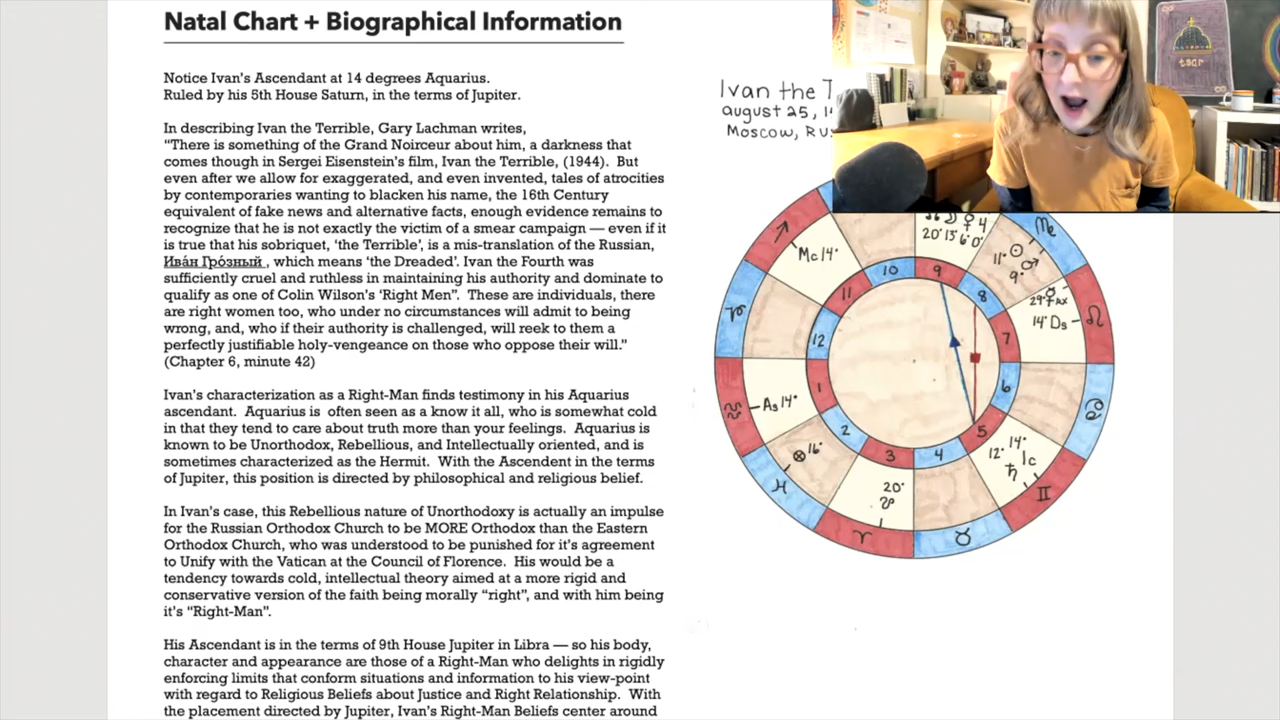 Natal Chart + Biographical Information
Notice Ivan's Ascendant at 14 degrees Aquarius.
Ruled by his 5th House Saturn, in the terms of Jupiter.
In describing Ivan the Terrible, Gary Lachman writes,
“There is something of the Grand Noirceur about him, a darkness that
comes though in Sergei Eisenstein's film, Ivan the Terrible, (1944). But
even after we allow for exaggerated, and even invented, tales of atrocities
by contemporaries wanting to blacken his name, the 16th Century
equivalent of fake news and alternative facts, enough evidence remains to
recognize that he is not exactly the victim of a smear campaign — even if it
is true that his sobriquet, 'the Terrible', is a mis-translation of the Russian,
Ива́н Гро́зный , which means 'the Dreaded'. Ivan the Fourth was
sufficiently cruel and ruthless in maintaining his authority and dominate to
qualify as one of Colin Wilson's 'Right Men”. These are individuals, there
are right women too, who under no circumstances will admit to being
wrong, and, who if their authority is challenged, will reek to them a
perfectly justifiable holy-vengeance on those who oppose their will.”
(Chapter 6, minute 42)
Ivan's characterization as a Right-Man finds testimony in his Aquarius
ascendant. Aquarius is often seen as a know it all, who is somewhat cold
in that they tend to care about truth more than your feelings. Aquarius is
known to be Unorthodox, Rebellious, and Intellectually oriented, and is
sometimes characterized as the Hermit. With the Ascendent in the terms
of Jupiter, this position is directed by philosophical and religious belief.
In Ivan's case, this Rebellious nature of Unorthodoxy is actually an impulse
for the Russian Orthodox Church to be MORE Orthodox than the Eastern
Orthodox Church, who was understood to be punished for it's agreement
to Unify with the Vatican at the Council of Florence. His would be a
tendency towards cold, intellectual theory aimed at a more rigid and
conservative version of the faith being morally “right”, and with him being
it's “Right-Man”.
His Ascendant is in the terms of 9th House Jupiter in Libra — so his body,
character and appearance are those of a Right-Man who delights in rigidly
enforcing limits that conform situations and information to his view-point
with regard to Religious Beliefs about Justice and Right Relationship. With
the placement directed by Jupiter, Ivan's Right-Man Beliefs center around
Ivan the T
august 25, 1
Moscow, Ru
tsar
20° 13° 6° 0°
Mc 14°
11° ☉
9° ♂
10
9
11
8
29° ☿
14° Ds
12
7
1
6
As 14°
2
5
3
4
⊗ 16°
14°
12° Ic
♄
20°
♐
♏
♑
♌
♒
♋
♓
♊
♈
♉